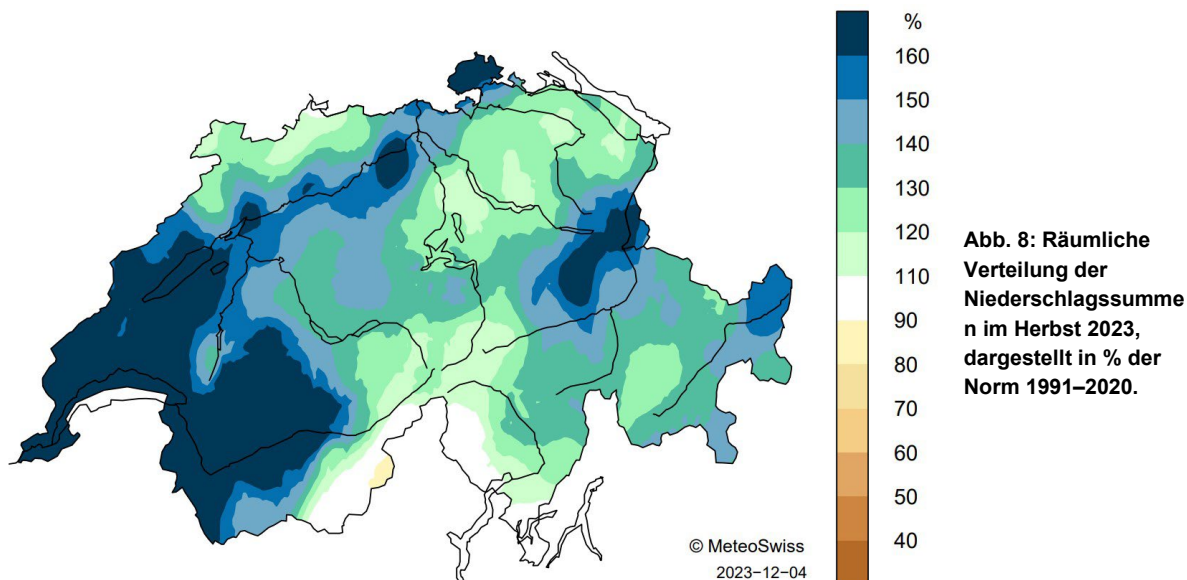 %
160
150
140
130
120
110
90
80
70
60
50
40
Abb. 8: Räumliche
Verteilung der
Niederschlagssumme
n im Herbst 2023,
dargestellt in % der
Norm 1991–2020.
© MeteoSwiss
2023–12–04